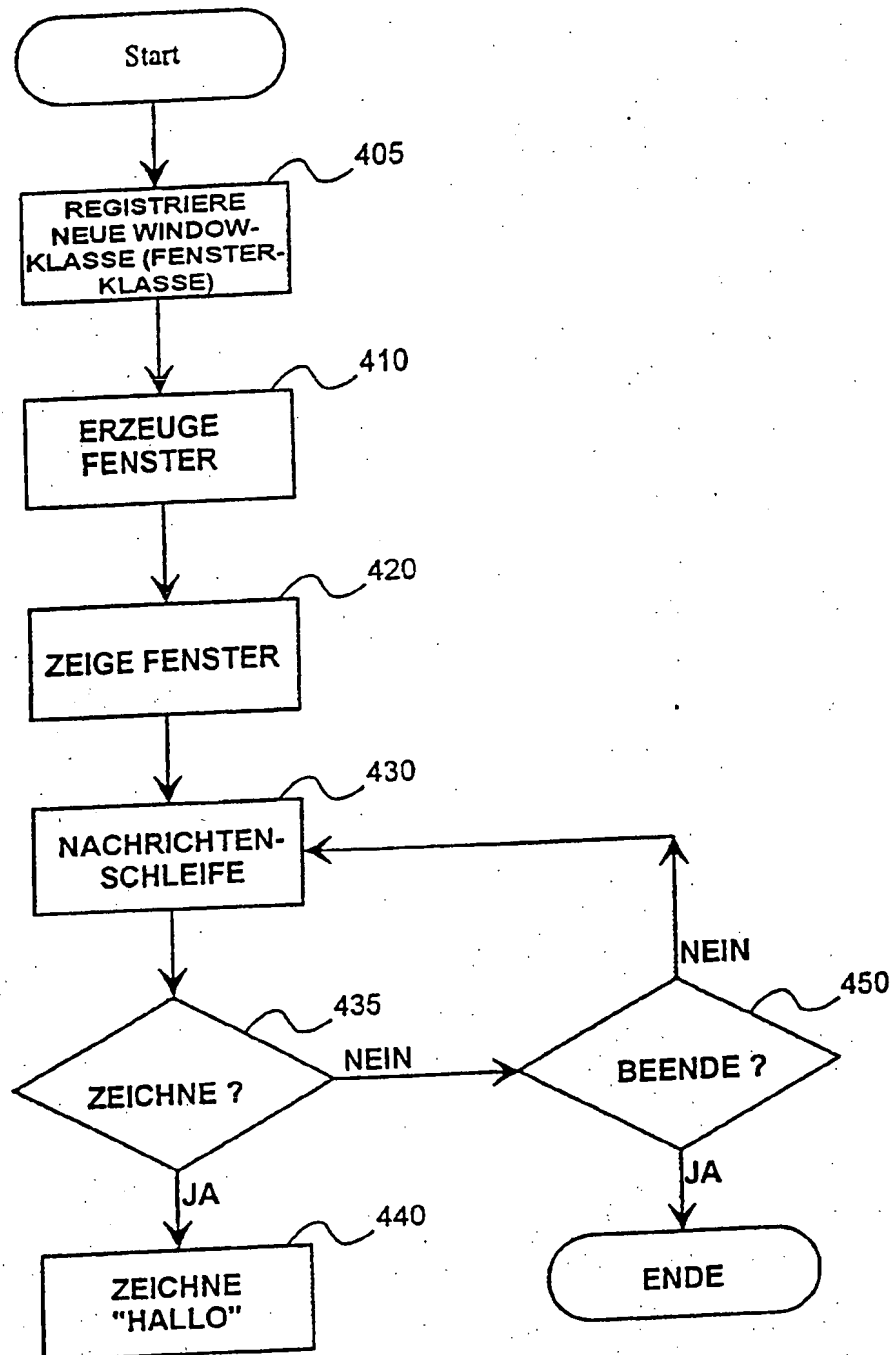 Start
405
REGISTRIERE
NEUE WINDOW-
KLASSE (FENSTER-
KLASSE)
410
ERZEUGE
FENSTER
420
ZEIGE FENSTER
430
NACHRICHTEN-
SCHLEIFE
435
ZEICHNE ?
NEIN
JA
440
ZEICHNE
"HALLO"
450
BEENDE ?
NEIN
JA
ENDE